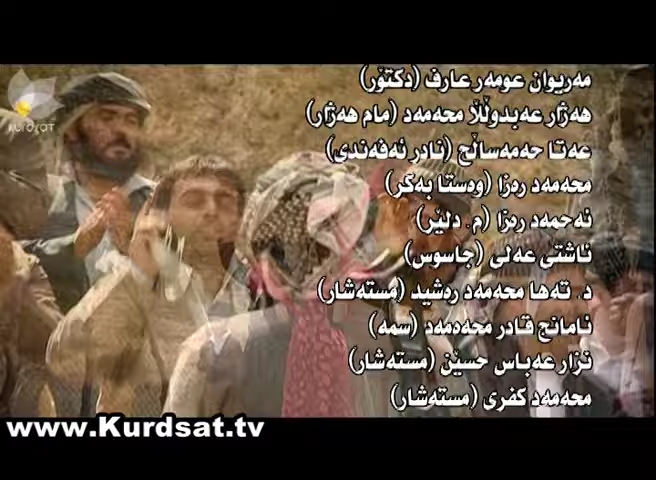 KURDSAT
مەریوان عومەر عارف (دکتۆر)
هەژار عەبدوڵڵا محەمەد (مام هەژار)
عەتا حەمەساڵح (نادر ئەفەندی)
محەمەد رەزا (وەستا بەگر)
ئەحمەد رەزا (م. دلێر)
ئاشتی عەلی (جاسوس)
د. تەها محەمەد رەشید (مستەشار)
ئامانج قادر محەمەد (سمە)
نزار عەباس حسێن (مستەشار)
محەمەد کفری (مستەشار)
www.Kurdsat.tv